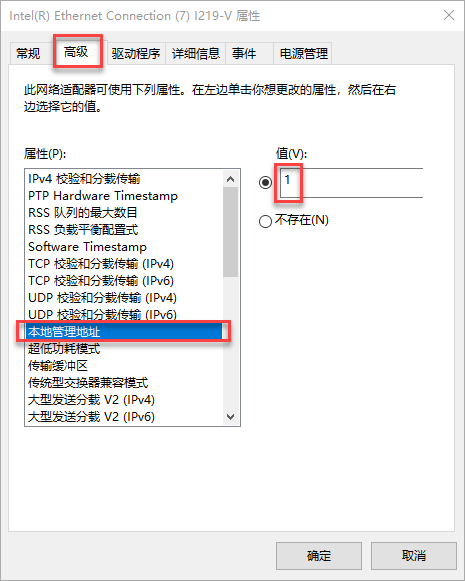 Intel(R) Ethernet Connection (7) I219-V 属性
常规 高级 驱动程序 详细信息 事件 电源管理
此网络适配器可使用下列属性。在左边单击你想更改的属性，然后在右
边选择它的值。
属性(P):
值(V):
IPv4 校验和分载传输
PTP Hardware Timestamp
RSS 队列的最大数目
RSS 负载平衡配置式
Software Timestamp
TCP 校验和分载传输 (IPv4)
TCP 校验和分载传输 (IPv6)
UDP 校验和分载传输 (IPv4)
UDP 校验和分载传输 (IPv6)
本地管理地址
超低功耗模式
传输缓冲区
传统型交换器兼容模式
大型发送分载 V2 (IPv4)
大型发送分载 V2 (IPv6)
1
不存在(N)
确定
取消